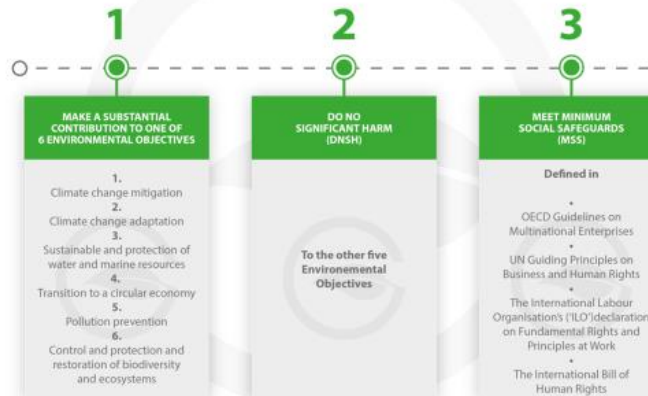 1
MAKE A SUBSTANTIAL
CONTRIBUTION TO ONE OF
6 ENVIRONMENTAL OBJECTIVES
1.
Climate change mitigation
2.
Climate change adaptation
3.
Sustainable and protection of
water and marine resources
4.
Transition to a circular economy
5.
Pollution prevention
6.
Control and protection and
restoration of biodiversity
and ecosystems
2
DO NO
SIGNIFICANT HARM
(DNSH)
To the other five
Environemental
Objectives
3
MEET MINIMUM
SOCIAL SAFEGUARDS
(MSS)
Defined in
•
OECD Guidelines on
Multinational Enterprises
•
UN Guiding Principles on
Business and Human Rights
•
The International Labour
Organisation's ('ILO')declaration
on Fundamental Rights and
Principles at Work
•
The International Bill of
Human Rights